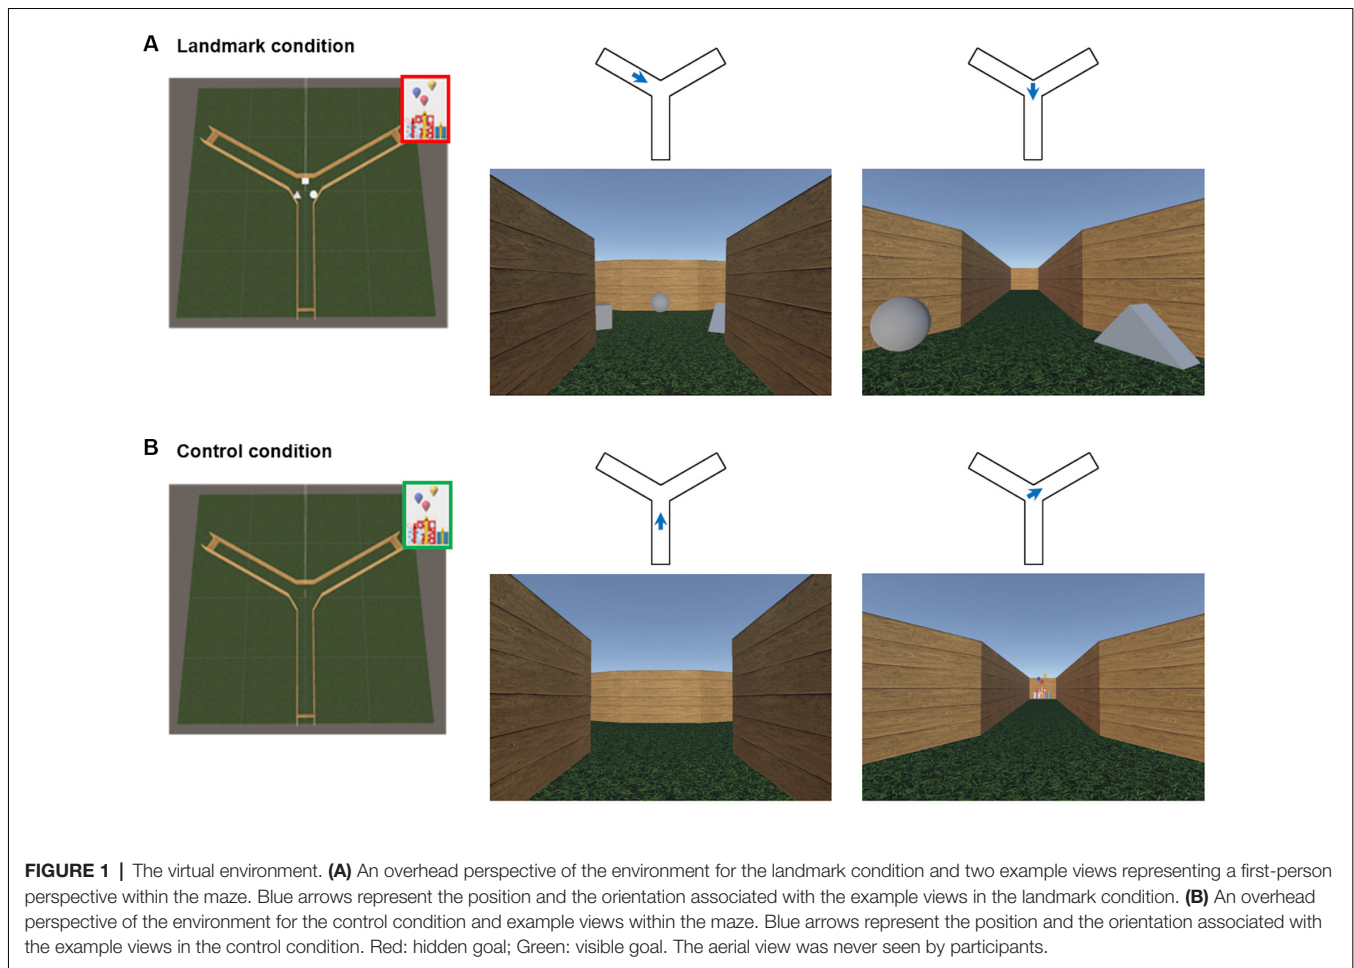 A Landmark condition
B Control condition
FIGURE 1 | The virtual environment. (A) An overhead perspective of the environment for the landmark condition and two example views representing a first-person
perspective within the maze. Blue arrows represent the position and the orientation associated with the example views in the landmark condition. (B) An overhead
perspective of the environment for the control condition and example views within the maze. Blue arrows represent the position and the orientation associated with
the example views in the control condition. Red: hidden goal; Green: visible goal. The aerial view was never seen by participants.